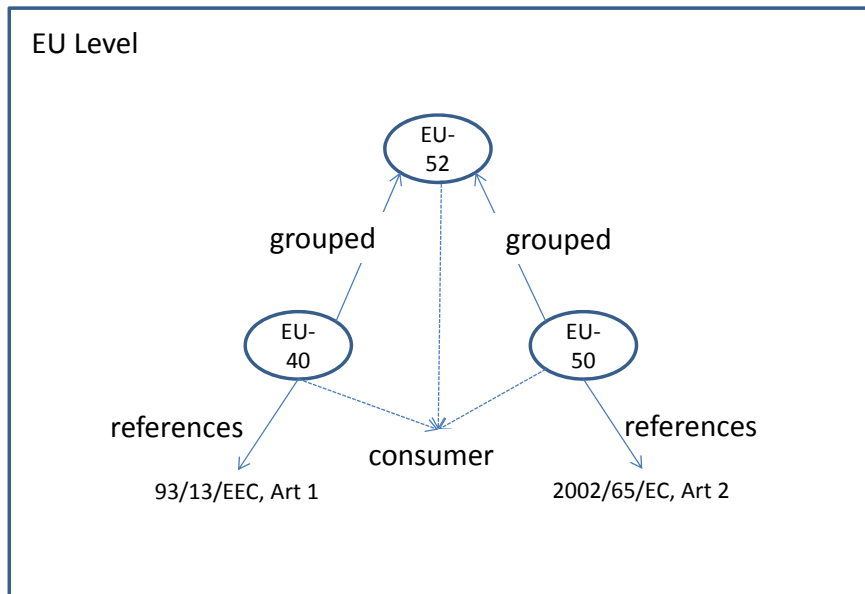 EU Level
EU-
52
grouped
grouped
EU-
40
EU-
50
references
references
consumer
93/13/EEC, Art 1
2002/65/EC, Art 2